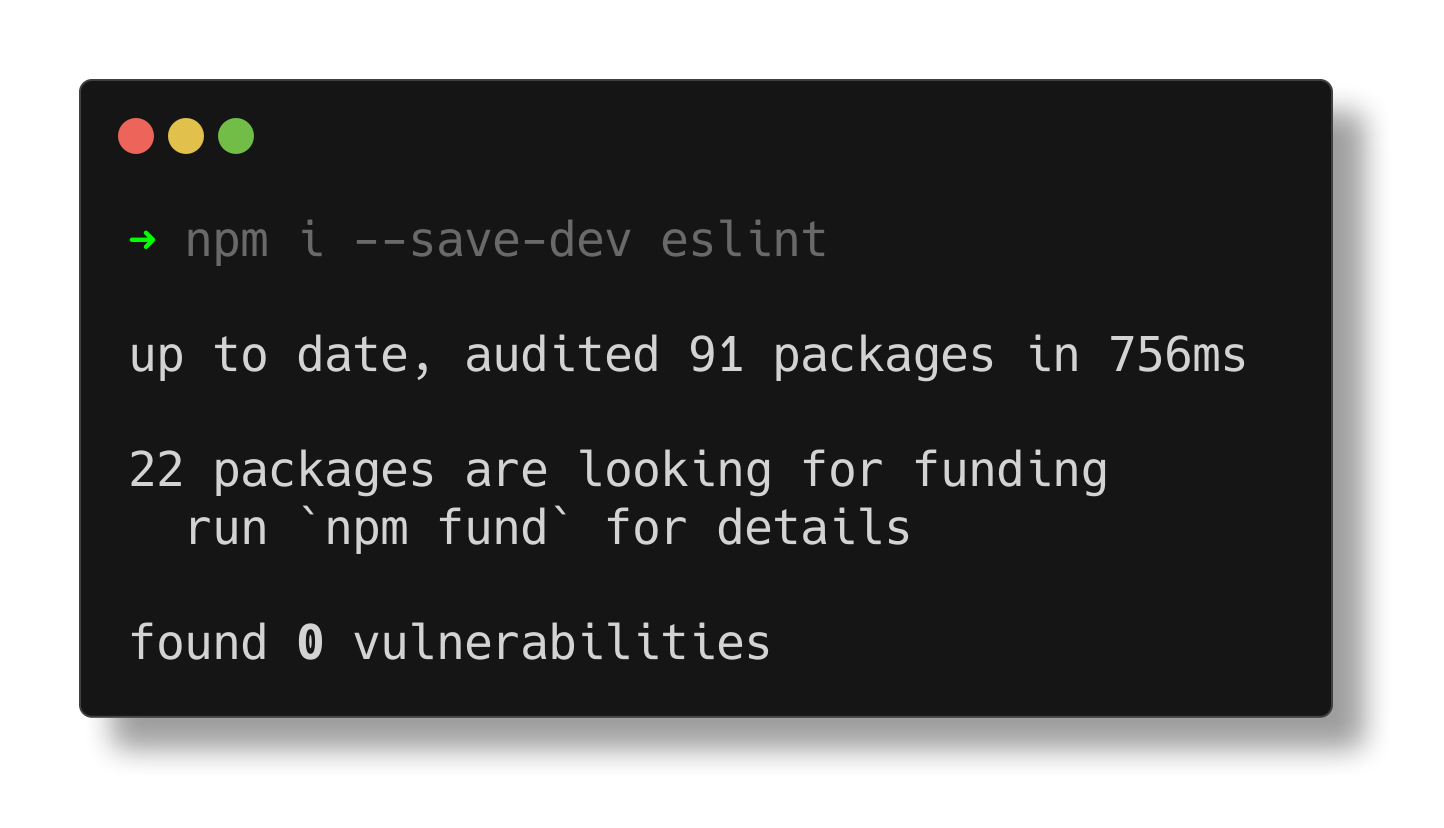 ➜ npm i --save-dev eslint
up to date, audited 91 packages in 756ms
22 packages are looking for funding
  run `npm fund` for details
found 0 vulnerabilities